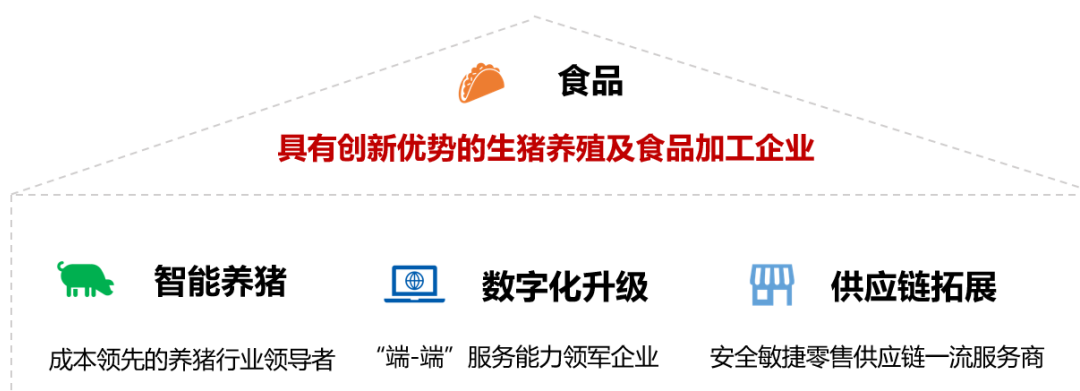 食品
具有创新优势的生猪养殖及食品加工企业
智能养猪
数字化升级
供应链拓展
成本领先的养猪行业领导者
“端-端”服务能力领军企业
安全敏捷零售供应链一流服务商